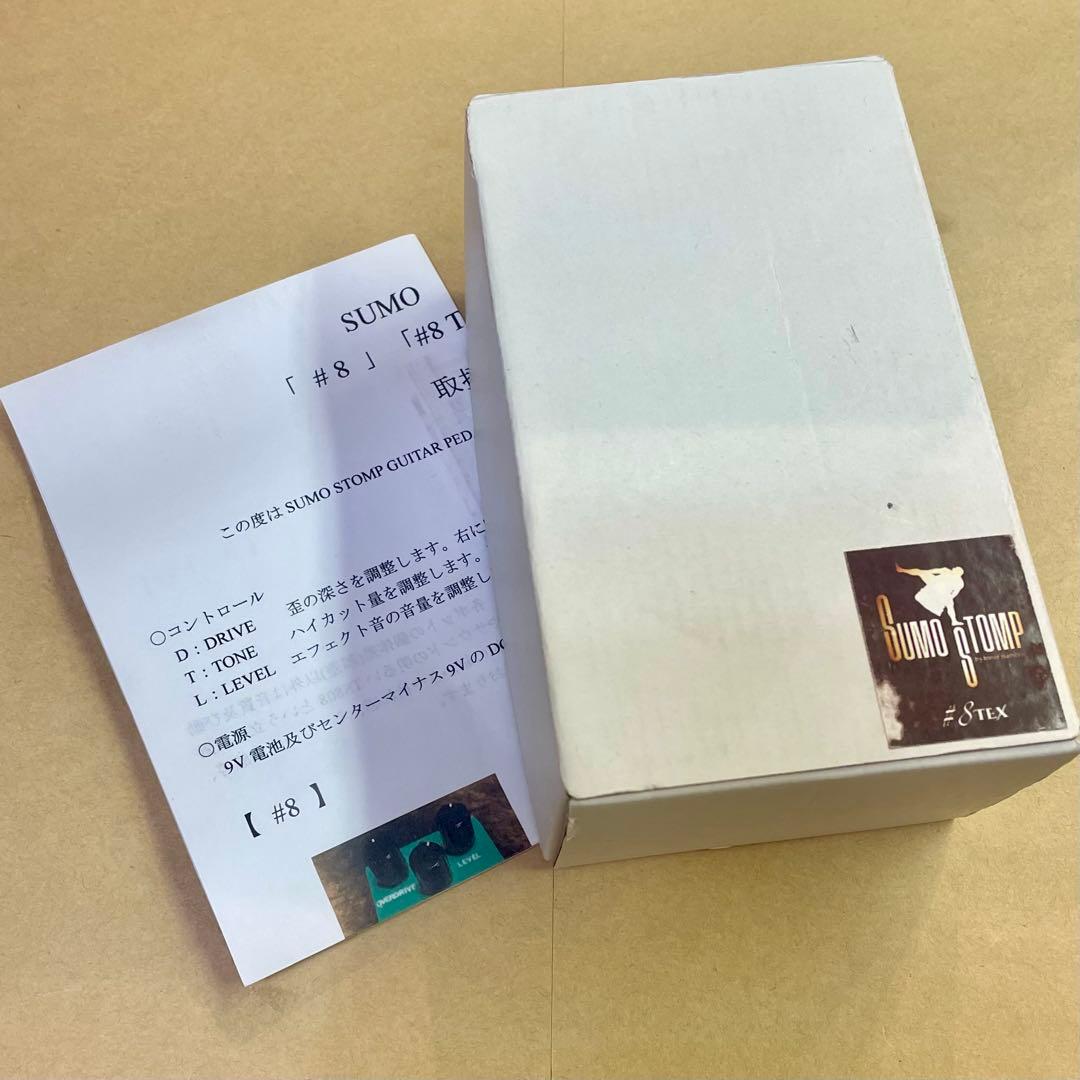 SUMO
「 #8 」 「#8 T
取扱
この度は SUMO STOMP GUITAR PED
○コントロール
D：DRIVE 歪の深さを調整します。右に
T：TONE ハイカット量を調整します。
L：LEVEL エフェクト音の音量を調整し
○電源
9V 電池及びセンターマイナス 9V の DC
【 #8 】
OVERDRIVE
LEVEL
SUMO STOMP
#8TEX